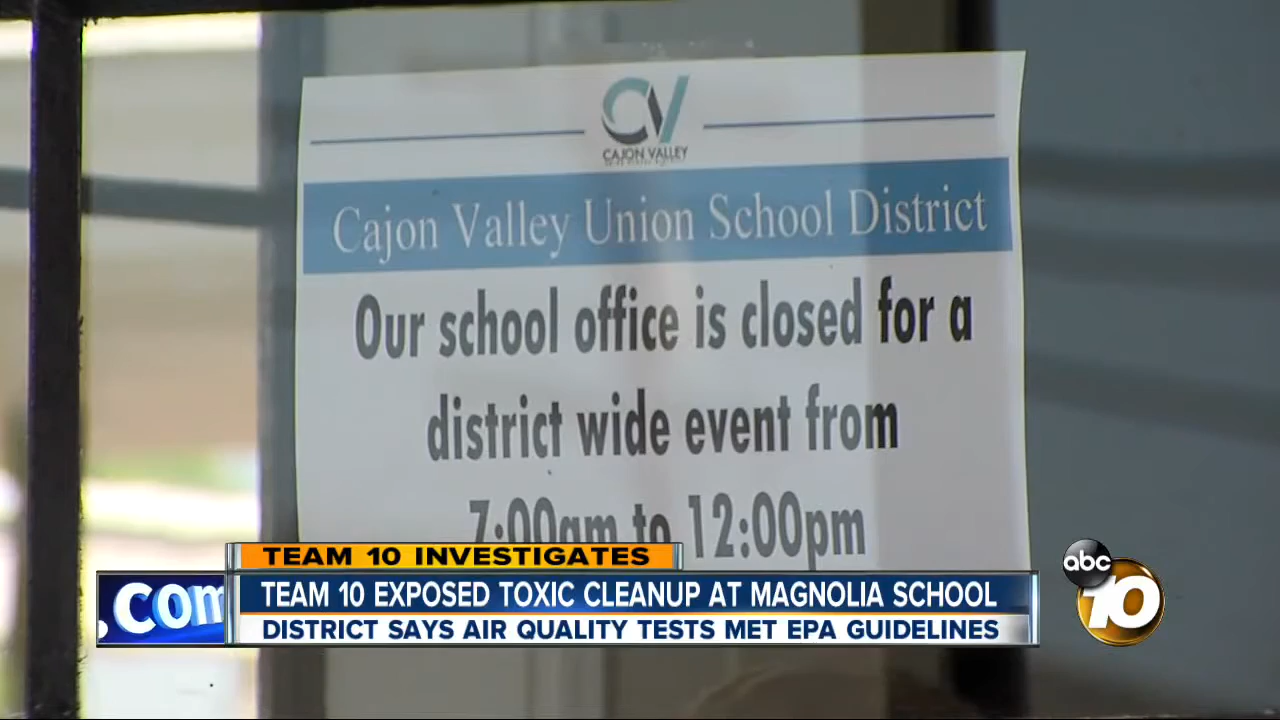 CV
CAJON VALLEY
Cajon Valley Union School District
Our school office is closed for a
district wide event from
7:00am to 12:00pm
TEAM 10 INVESTIGATES
.com
TEAM 10 EXPOSED TOXIC CLEANUP AT MAGNOLIA SCHOOL
DISTRICT SAYS AIR QUALITY TESTS MET EPA GUIDELINES
abc
10